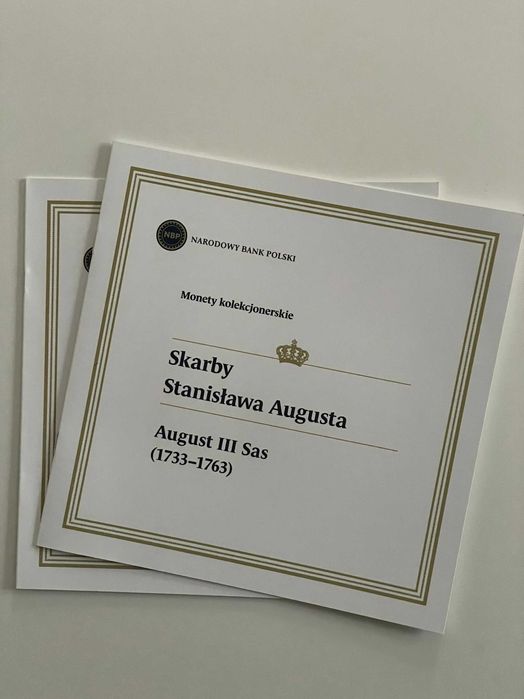 NBP
NARODOWY BANK POLSKI
Monety kolekcjonerskie
Skarby
Stanisława Augusta
August III Sas
(1733–1763)